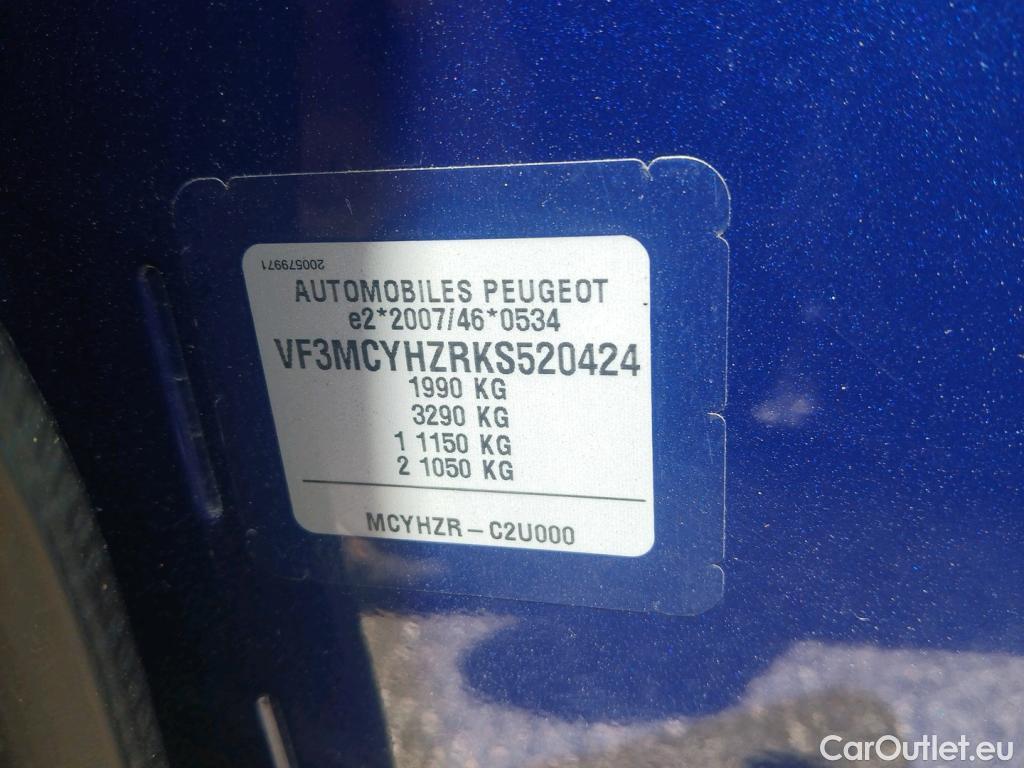 200579971
AUTOMOBILES PEUGEOT
e2*2007/46*0534
VF3MCYHZRKS520424
1990 KG
3290 KG
1 1150 KG
2 1050 KG
MCYHZR – C2U000
CarOutlet.eu